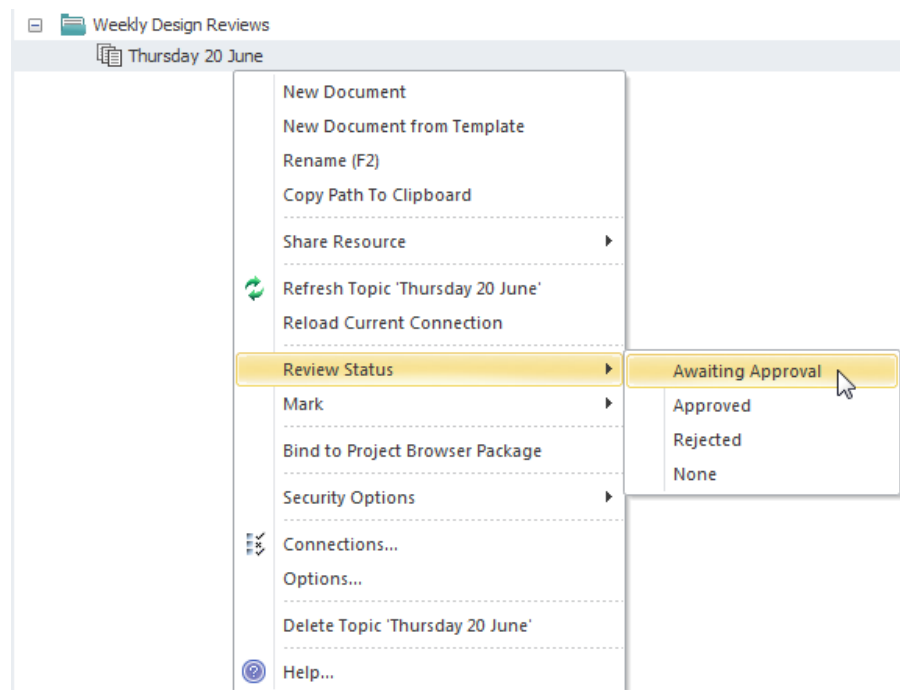 Weekly Design Reviews
Thursday 20 June
New Document
New Document from Template
Rename (F2)
Copy Path To Clipboard
Share Resource
Refresh Topic 'Thursday 20 June'
Reload Current Connection
Review Status
Awaiting Approval
Mark
Approved
Rejected
Bind to Project Browser Package
None
Security Options
Connections...
Options...
Delete Topic 'Thursday 20 June'
Help...